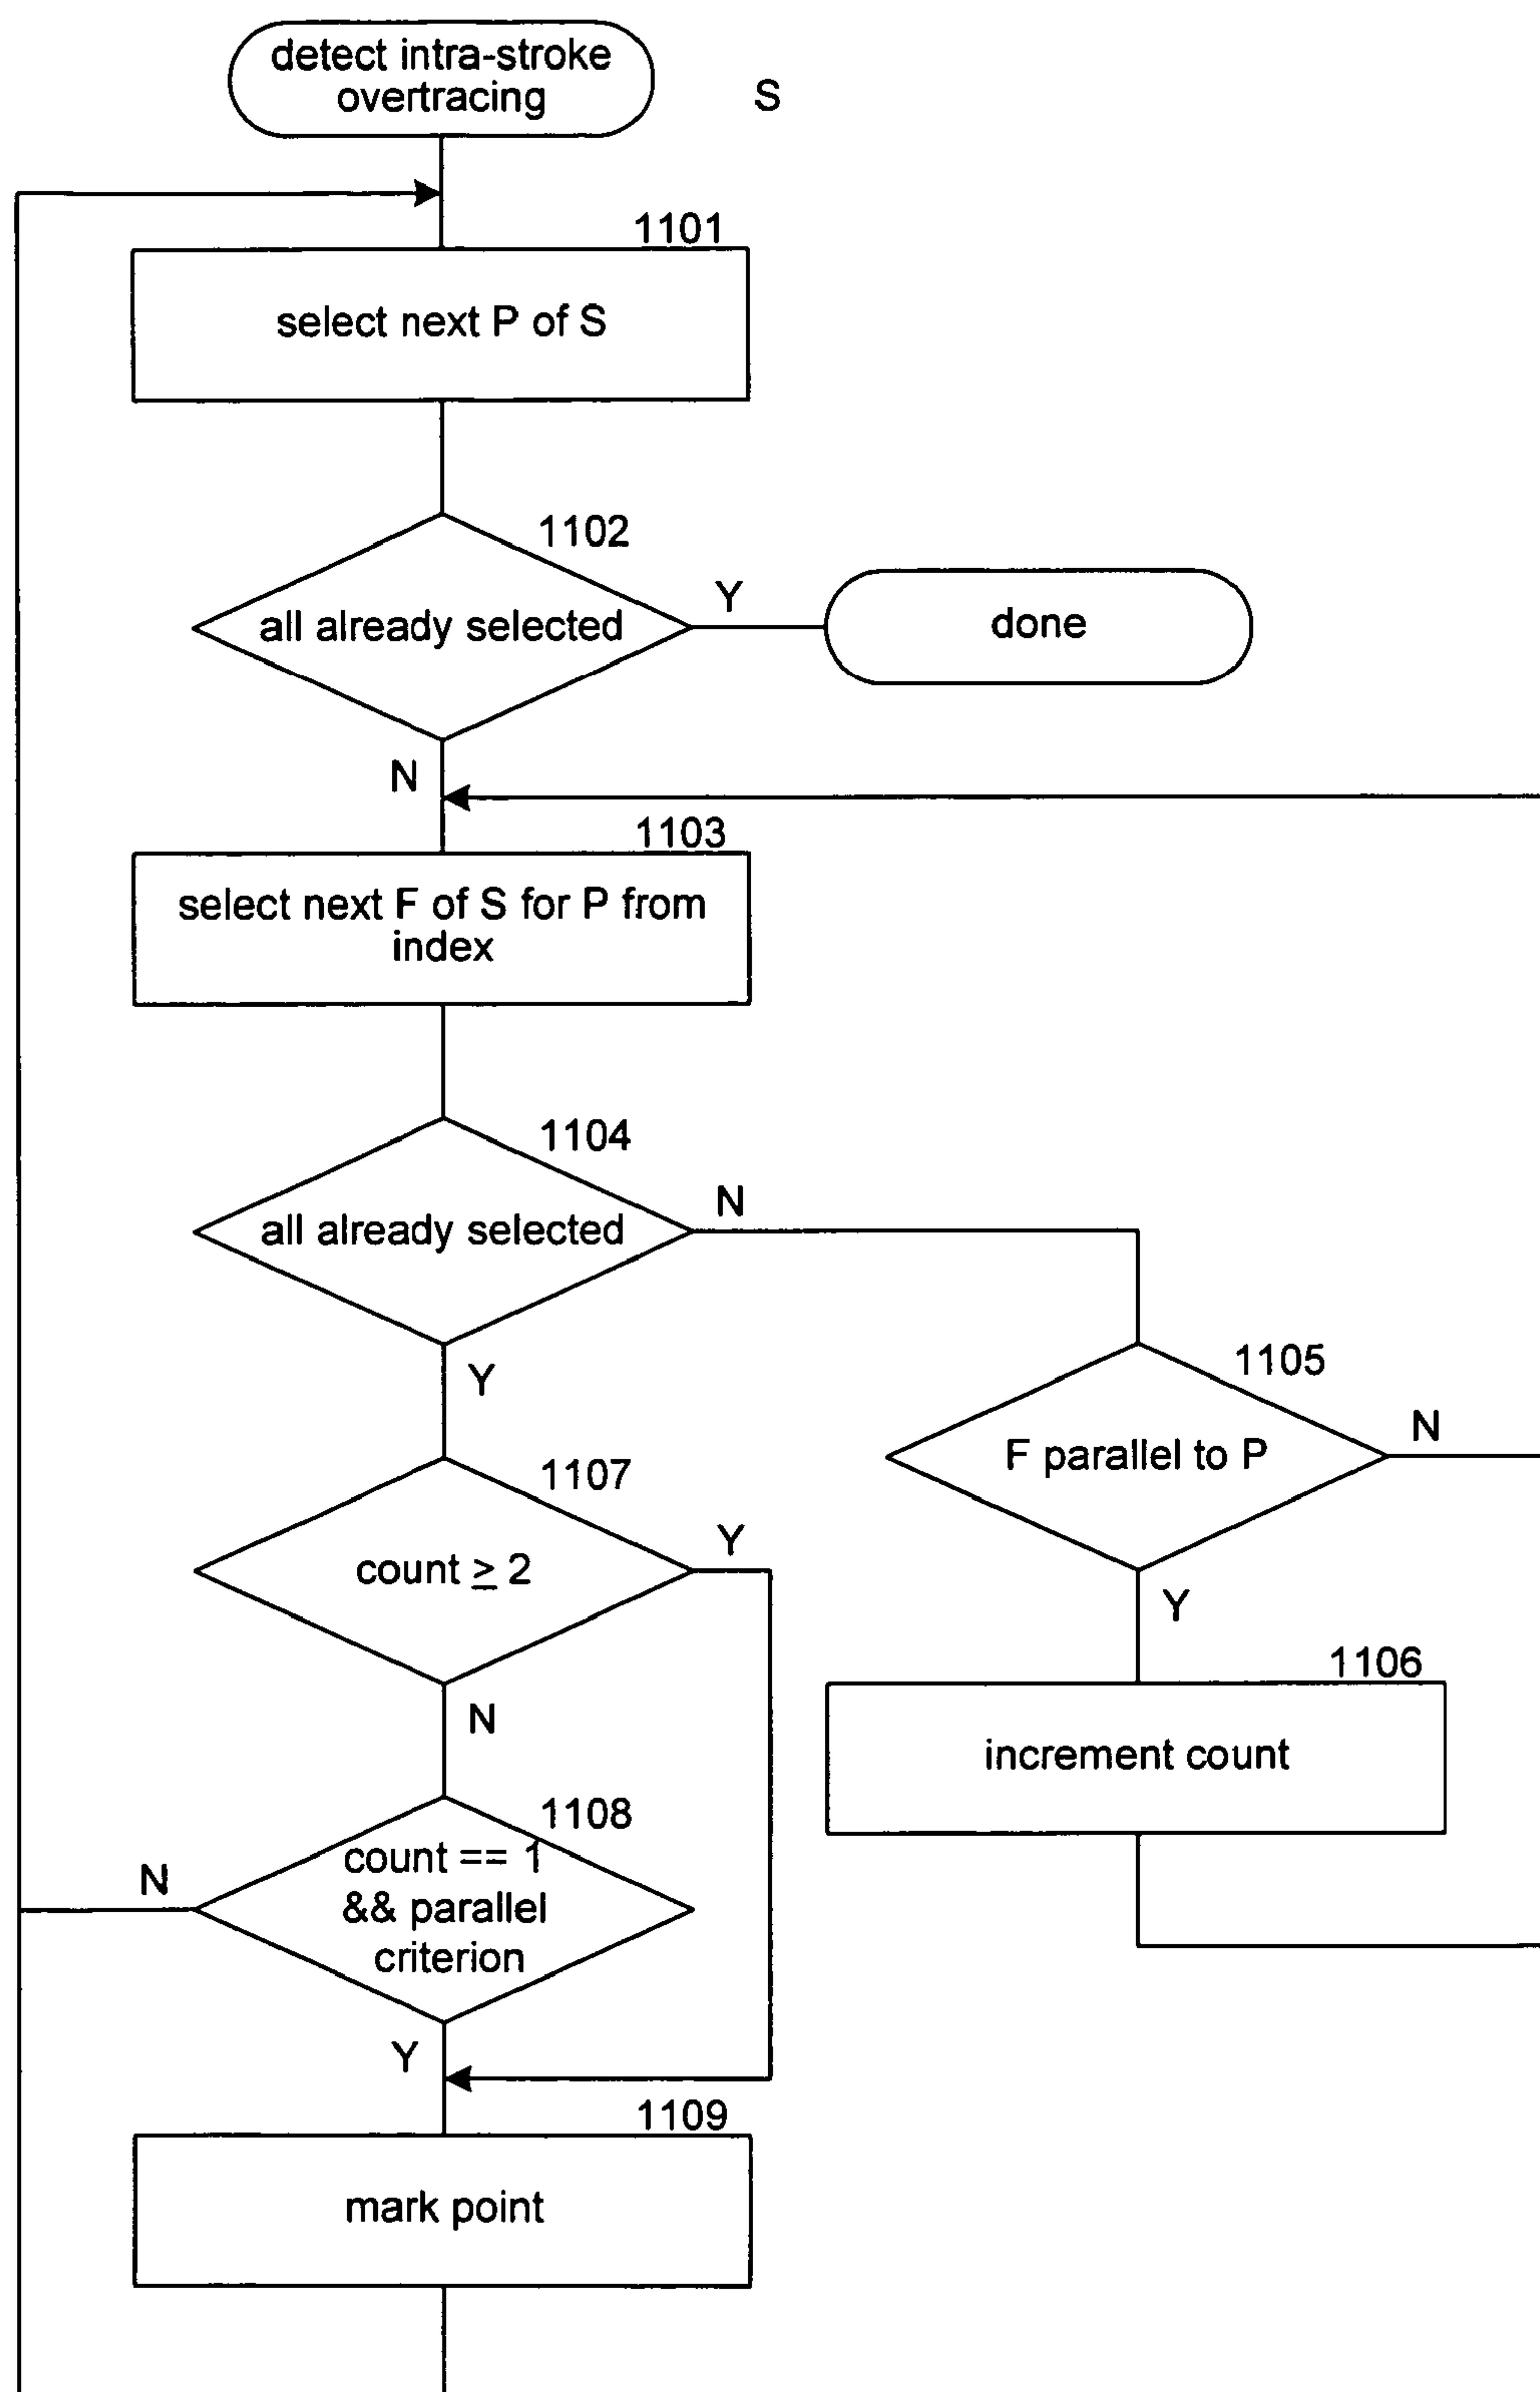 detect intra-stroke
overtracing
S
1101
select next P of S
1102
all already selected
Y
done
N
1103
select next F of S for P from
index
1104
all already selected
N
Y
1105
F parallel to P
N
Y
1107
count ≥ 2
Y
N
1106
increment count
1108
count == 1
&& parallel
criterion
N
Y
1109
mark point